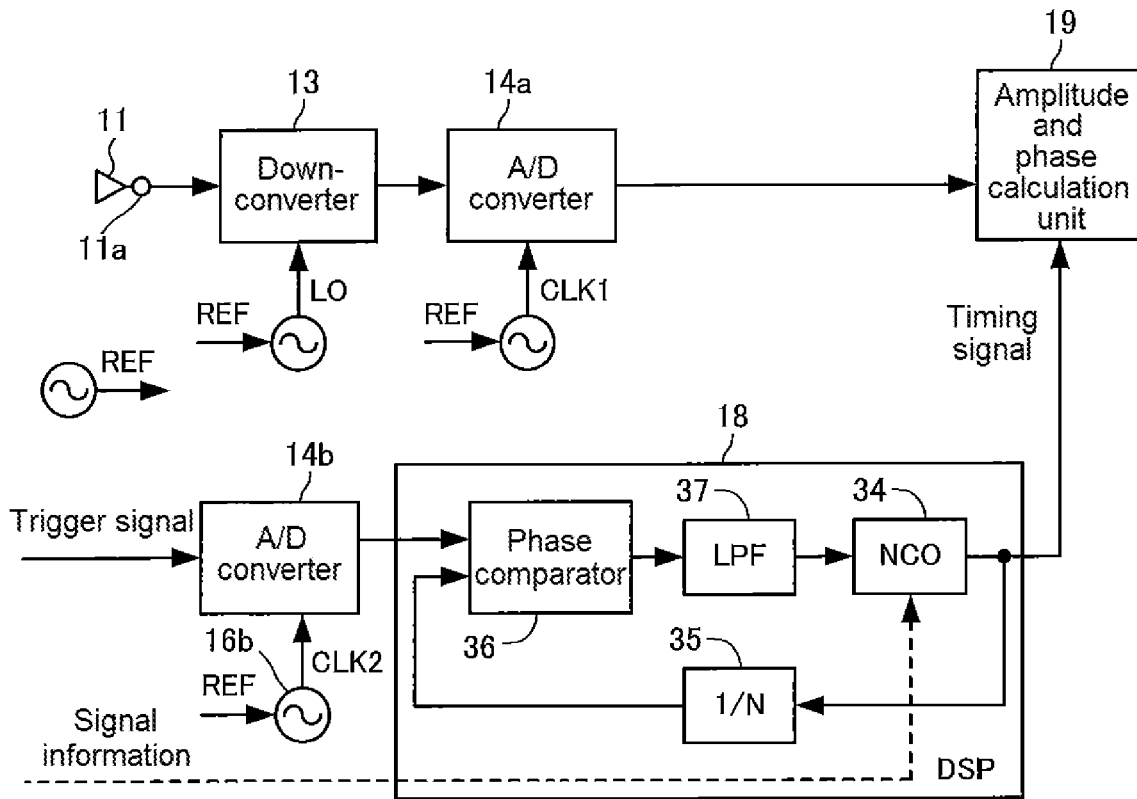 19
13
14a
11
Down-
converter
A/D
converter
Amplitude
and
phase
calculation
unit
11a
LO
CLK1
REF
REF
REF
Timing
signal
18
14b
37
34
Trigger signal
A/D
converter
Phase
comparator
LPF
NCO
36
35
16b
CLK2
REF
1/N
Signal
information
DSP